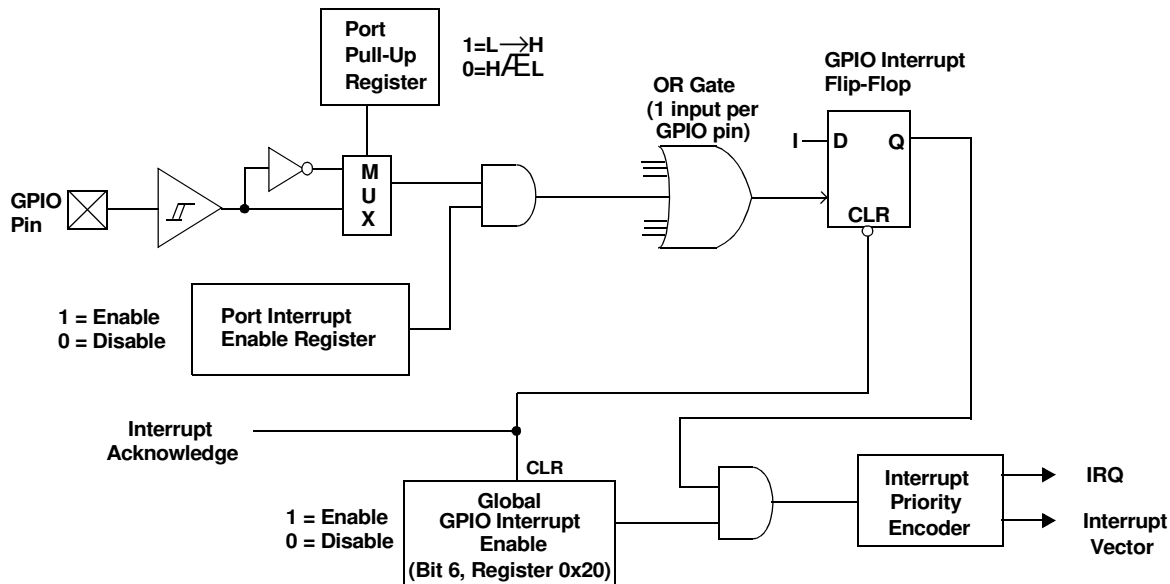 Port
Pull-Up
Register
1=L→H
0=HÆL
GPIO Interrupt
Flip-Flop
OR Gate
(1 input per
GPIO pin)
I
D
Q
CLR
M
U
X
GPIO
Pin
1 = Enable
0 = Disable
Port Interrupt
Enable Register
Interrupt
Acknowledge
CLR
1 = Enable
0 = Disable
Global
GPIO Interrupt
Enable
(Bit 6, Register 0x20)
Interrupt
Priority
Encoder
IRQ
Interrupt
Vector